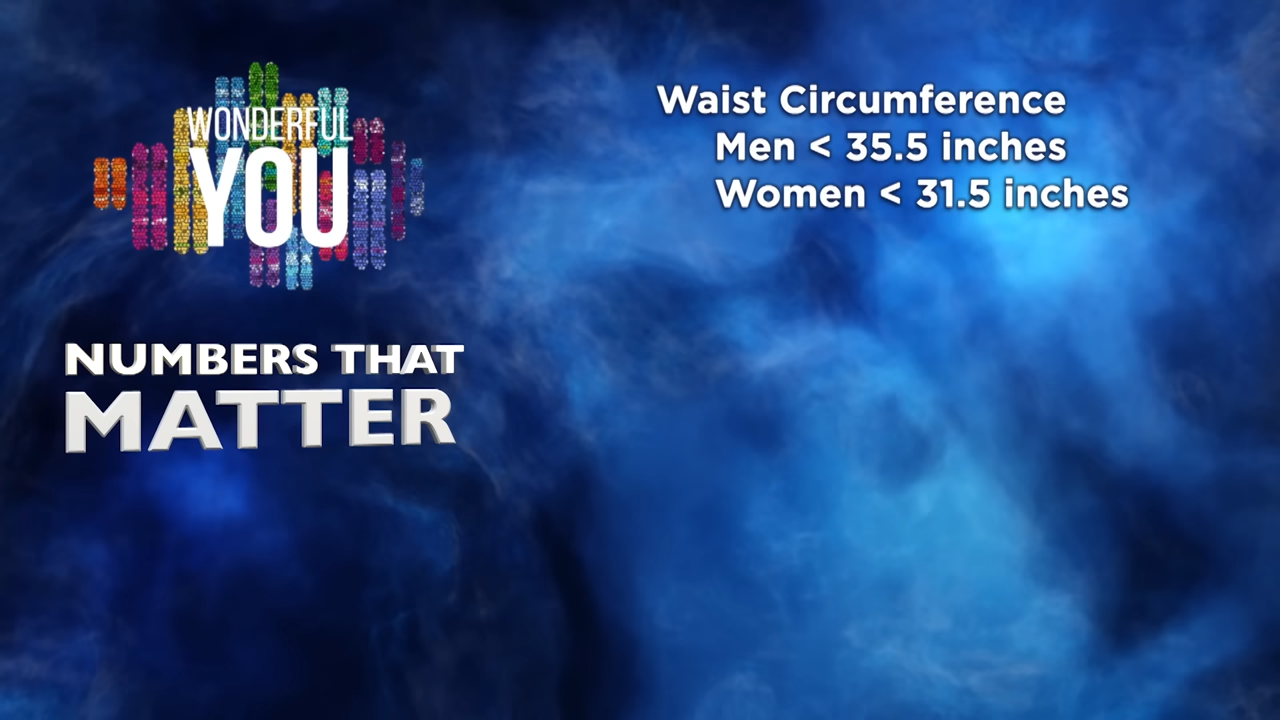 WONDERFUL
YOU
NUMBERS THAT
MATTER
Waist Circumference
Men < 35.5 inches
Women < 31.5 inches